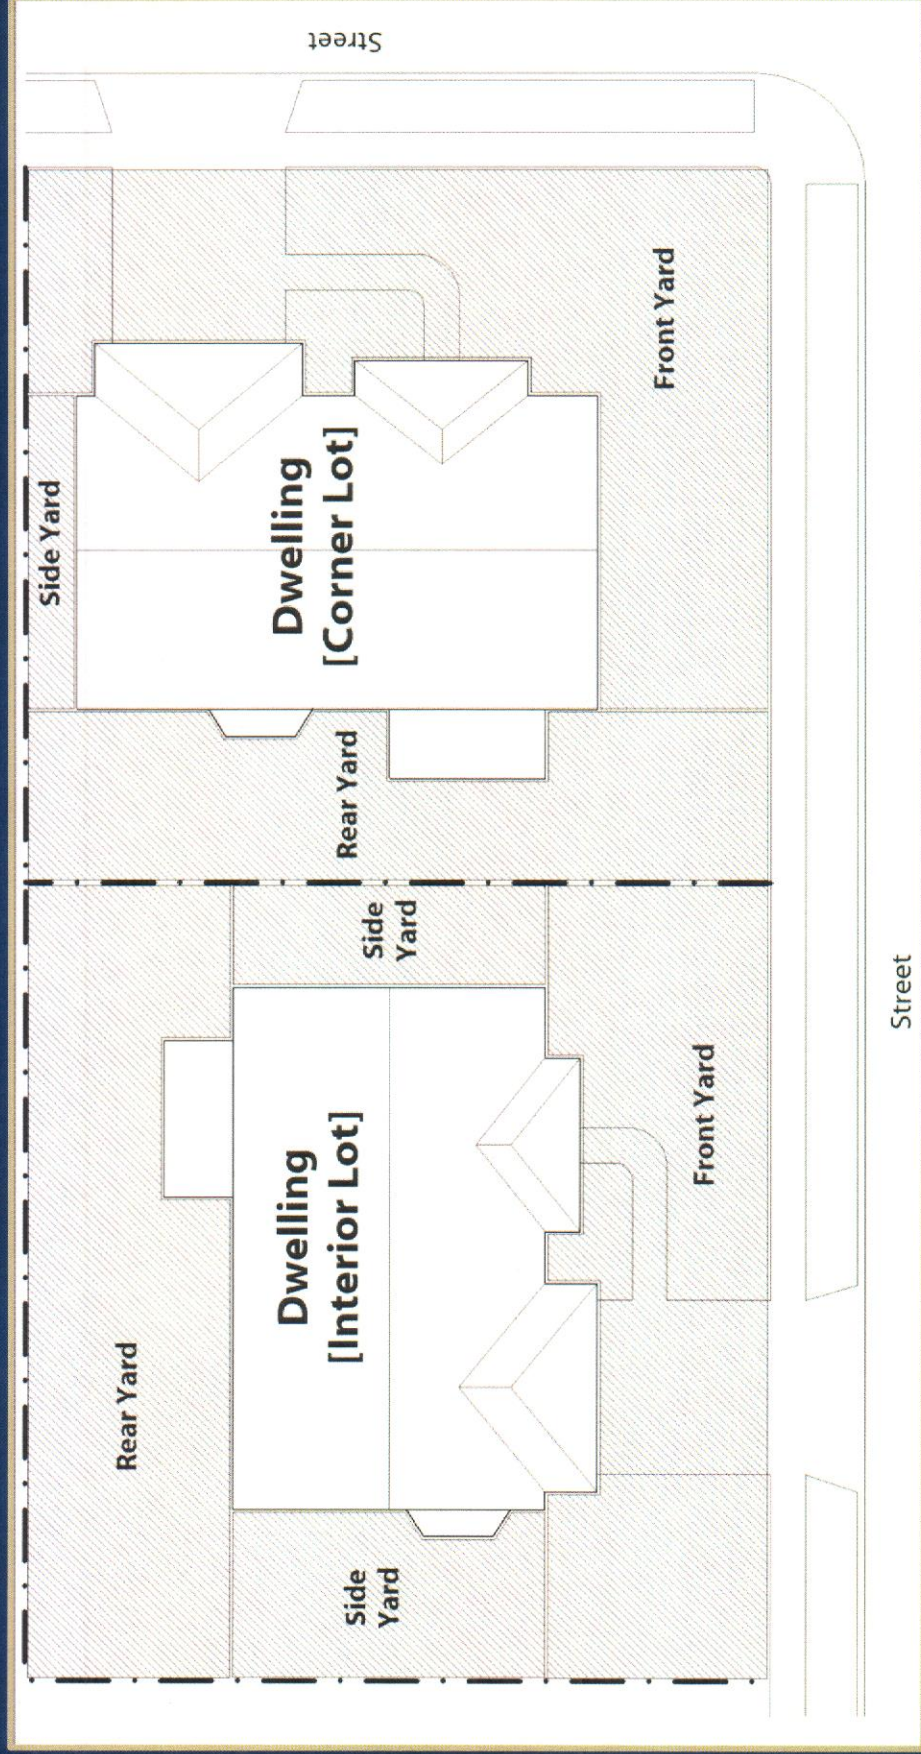 Street
Side Yard
Dwelling
[Corner Lot]
Front Yard
Rear Yard
Side
Yard
Dwelling
[Interior Lot]
Front Yard
Rear Yard
Side
Yard
Street